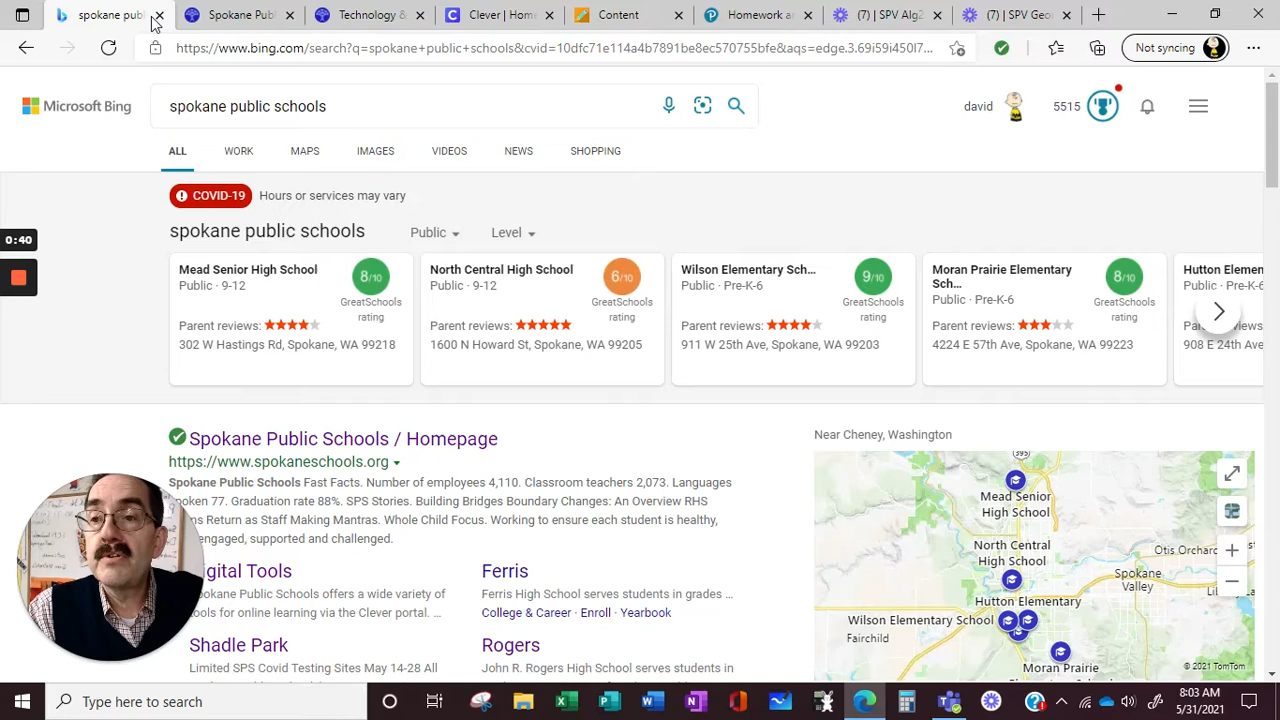 spokane publ
Spokane Publ
Technology &
Clever | Hom
Content
Homework ar
(7) | SPV Alg2
(7) | SPV Geor
https://www.bing.com/search?q=spokane+public+schools&cvid=10dfc71e114a4b7891be8ec570755bfe&aqs=edge.3.69i59i450l7...
Not syncing
Microsoft Bing
spokane public schools
david
5515
ALL WORK MAPS IMAGES VIDEOS NEWS SHOPPING
COVID-19 Hours or services may vary
0:40
spokane public schools Public Level
Mead Senior High School
Public · 9-12
8/10
GreatSchools
rating
Parent reviews:
302 W Hastings Rd, Spokane, WA 99218
North Central High School
Public · 9-12
6/10
GreatSchools
rating
Parent reviews:
1600 N Howard St, Spokane, WA 99205
Wilson Elementary Sch...
Public · Pre-K-6
9/10
GreatSchools
rating
Parent reviews:
911 W 25th Ave, Spokane, WA 99203
Moran Prairie Elementary
Sch...
Public · Pre-K-6
8/10
GreatSchools
rating
Parent reviews:
4224 E 57th Ave, Spokane, WA 99223
Hutton Elemen
Public · Pre-K-6
reviews:
908 E 24th Ave
Spokane Public Schools / Homepage
https://www.spokaneschools.org
Spokane Public Schools Fast Facts. Number of employees 4,110. Classroom teachers 2,073. Languages
oken 77. Graduation rate 88%. SPS Stories. Building Bridges Boundary Changes: An Overview RHS
ns Return as Staff Making Mantras. Whole Child Focus. Working to ensure each student is healthy,
engaged, supported and challenged.
igital Tools
okane Public Schools offers a wide variety of
ools for online learning via the Clever portal. ...
Ferris
Ferris High School serves students in grades ...
College & Career · Enroll · Yearbook
Shadle Park
Limited SPS Covid Testing Sites May 14-28 All
Rogers
John R. Rogers High School serves students in
Near Cheney, Washington
395
Mead Senior
High School
North Central
High School
Otis Orchar
Spokane
Valley
Hutton Elementary
Wilson Elementary School
Fairchild
Moran Prairie
© 2021 TomTom
Type here to search
8:03 AM
5/31/2021